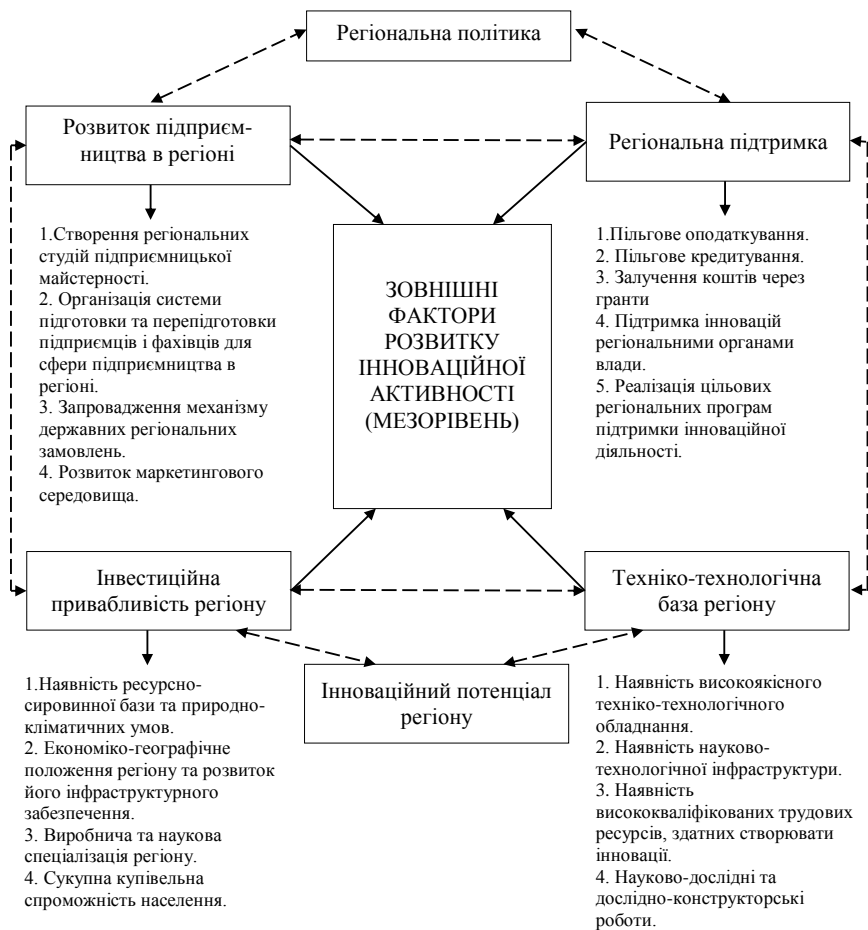 Регіональна політика
Розвиток підприєм-
ництва в регіоні
Регіональна підтримка
1.Створення регіональних
студій підприємницької
майстерності.
2. Організація системи
підготовки та перепідготовки
підприємців і фахівців для
сфери підприємництва в
регіоні.
3. Запровадження механізму
державних регіональних
замовлень.
4. Розвиток маркетингового
середовища.
ЗОВНІШНІ
ФАКТОРИ
РОЗВИТКУ
ІННОВАЦІЙНОЇ
АКТИВНОСТІ
(МЕЗОРІВЕНЬ)
1.Пільгове оподаткування.
2. Пільгове кредитування.
3. Залучення коштів через
гранти
4. Підтримка інновацій
регіональними органами
влади.
5. Реалізація цільових
регіональних програм
підтримки інноваційної
діяльності.
Інвестиційна
привабливість регіону
Техніко-технологічна
база регіону
Інноваційний потенціал
регіону
1.Наявність ресурсно-
сировинної бази та природно-
кліматичних умов.
2. Економіко-географічне
положення регіону та розвиток
його інфраструктурного
забезпечення.
3. Виробнича та наукова
спеціалізація регіону.
4. Сукупна купівельна
спроможність населення.
1. Наявність високоякісного
техніко-технологічного
обладнання.
2. Наявність науково-
технологічної інфраструктури.
3. Наявність
висококваліфікованих трудових
ресурсів, здатних створювати
інновації.
4. Науково-дослідні та
дослідно-конструкторські
роботи.